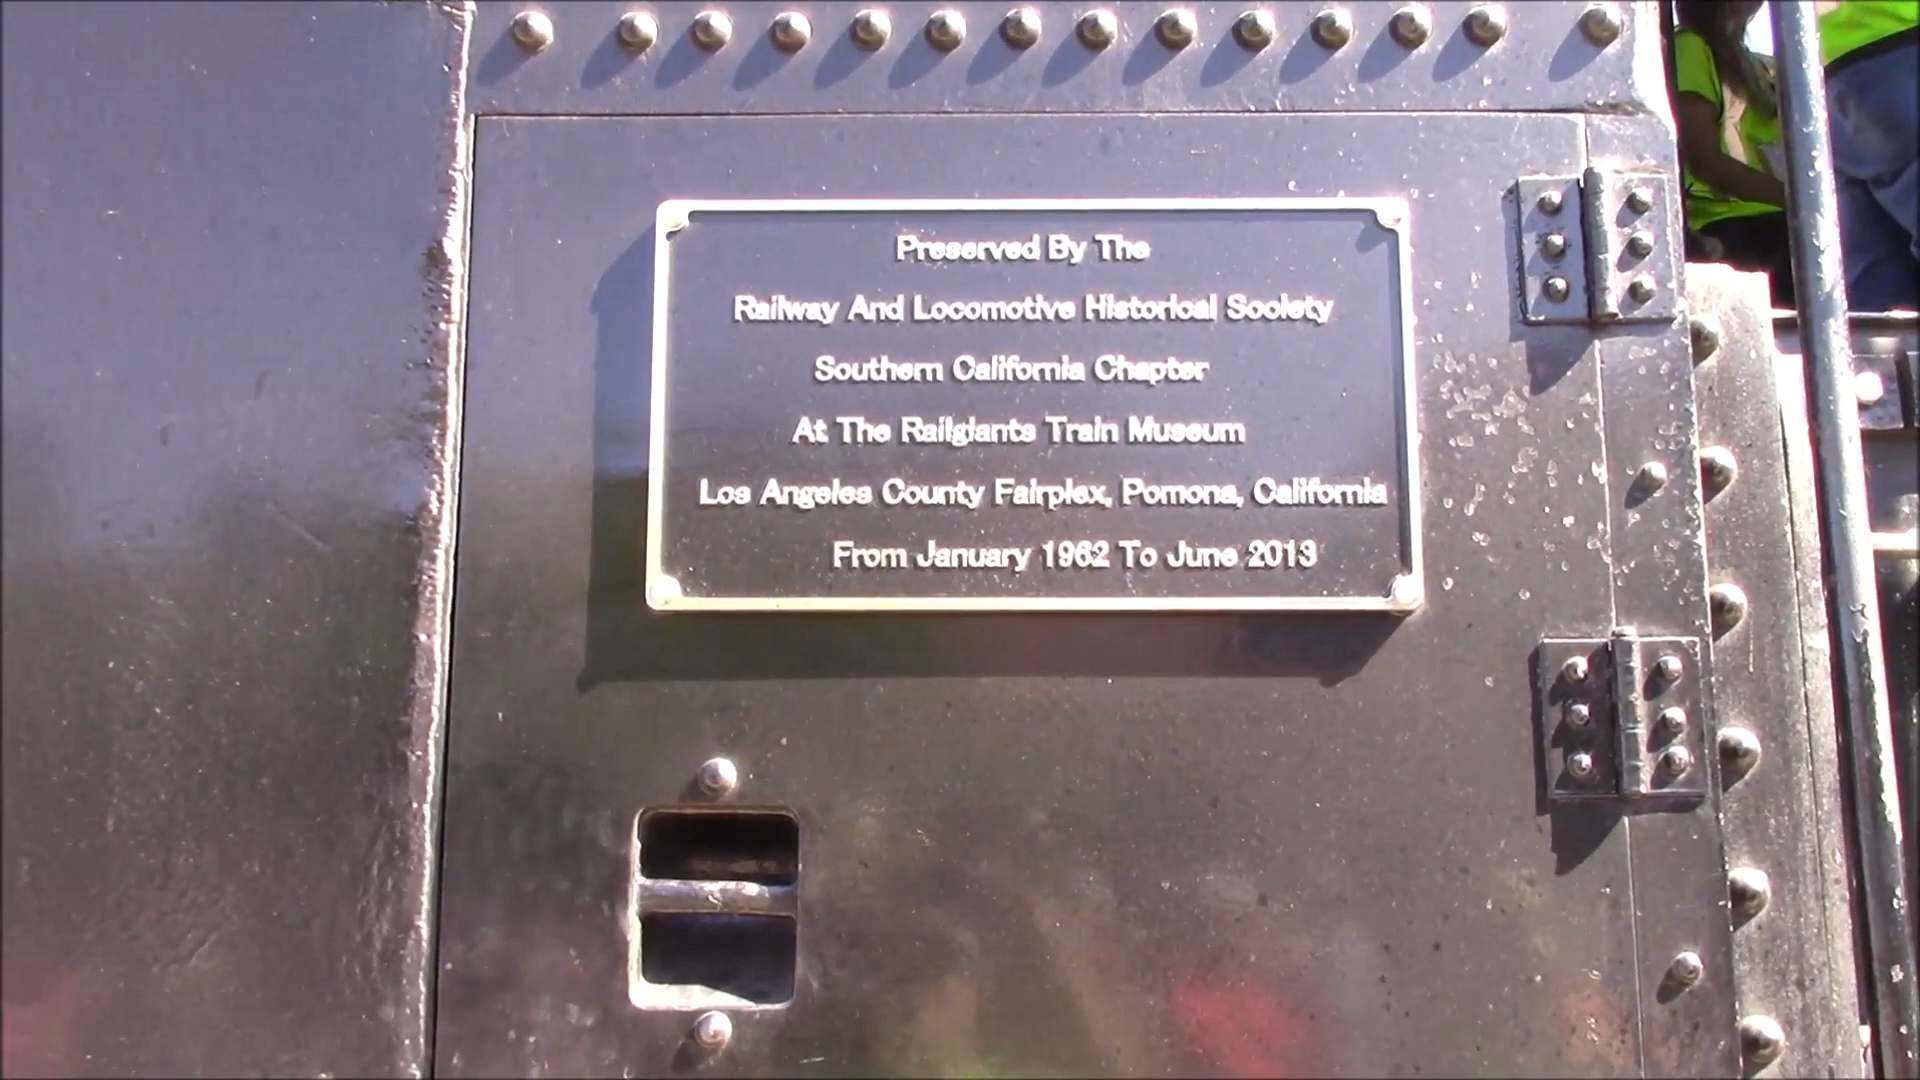 Preserved By The
Railway And Locomotive Historical Society
Southern California Chapter
At The Railgiants Train Museum
Los Angeles County Fairplex, Pomona, California
From January 1962 To June 2013